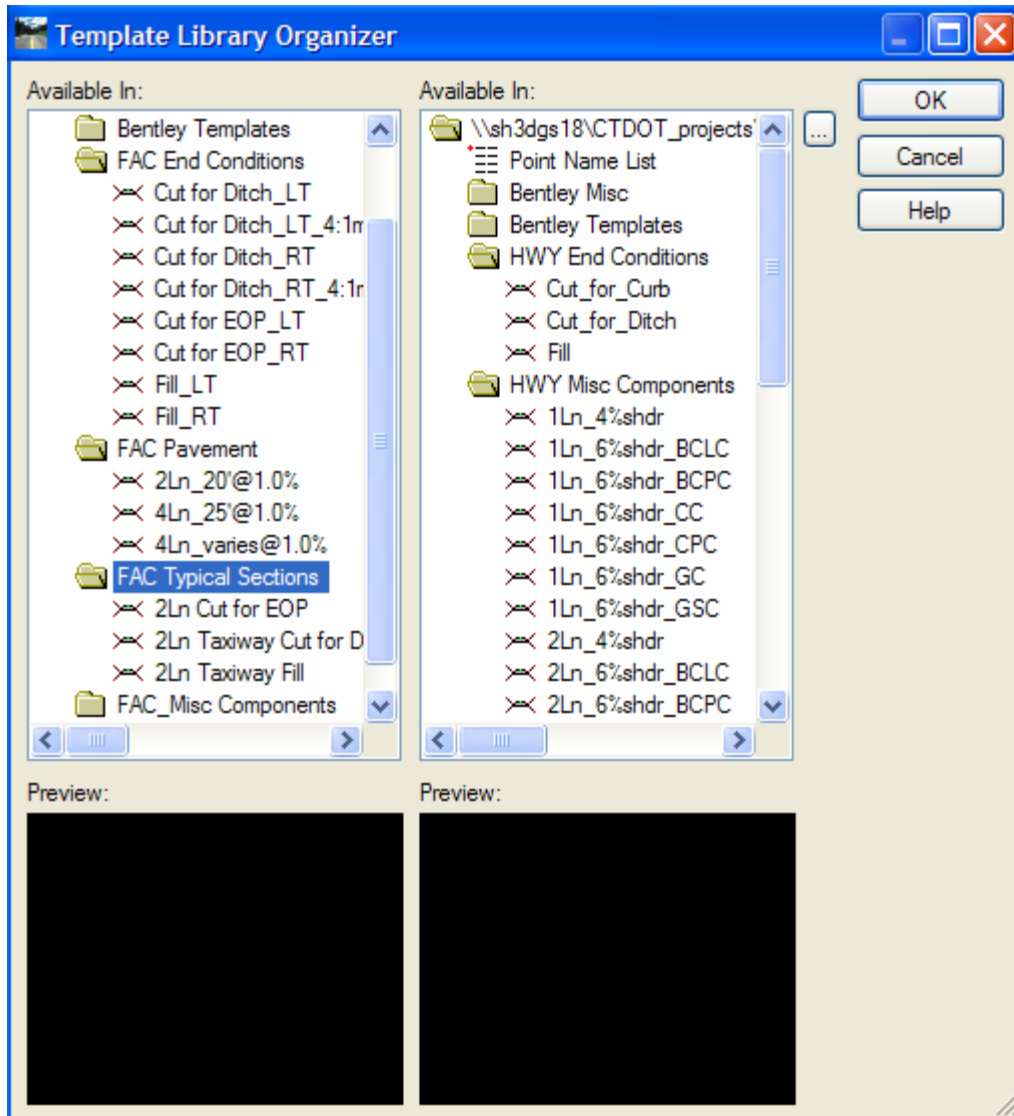 Template Library Organizer
Available In:
Bentley Templates
FAC End Conditions
Cut for Ditch_LT
Cut for Ditch_LT_4:1m
Cut for Ditch_RT
Cut for Ditch_RT_4:1r
Cut for EOP_LT
Cut for EOP_RT
Fill_LT
Fill_RT
FAC Pavement
2Ln_20'@1.0%
4Ln_25'@1.0%
4Ln_varies@1.0%
FAC Typical Sections
2Ln Cut for EOP
2Ln Taxiway Cut for D
2Ln Taxiway Fill
FAC_Misc Components
Available In:
\\sh3dgs18\CTDOT_projects\
Point Name List
Bentley Misc
Bentley Templates
HWY End Conditions
Cut_for_Curb
Cut_for_Ditch
Fill
HWY Misc Components
1Ln_4%shdr
1Ln_6%shdr_BCLC
1Ln_6%shdr_BCPC
1Ln_6%shdr_CC
1Ln_6%shdr_CPC
1Ln_6%shdr_GC
1Ln_6%shdr_GSC
2Ln_4%shdr
2Ln_6%shdr_BCLC
2Ln_6%shdr_BCPC
...
OK
Cancel
Help
Preview:
Preview: